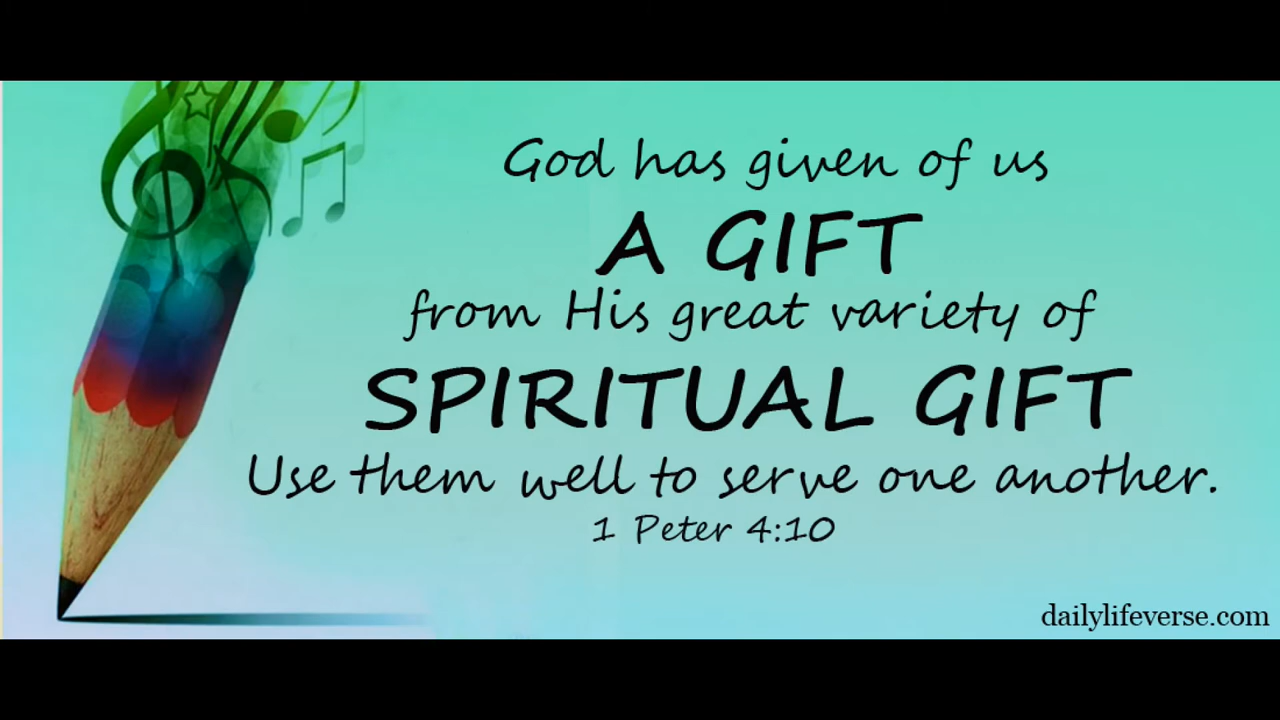 God has given of us
A GIFT
from His great variety of
SPIRITUAL GIFT
Use them well to serve one another.
1 Peter 4:10
dailylifeverse.com